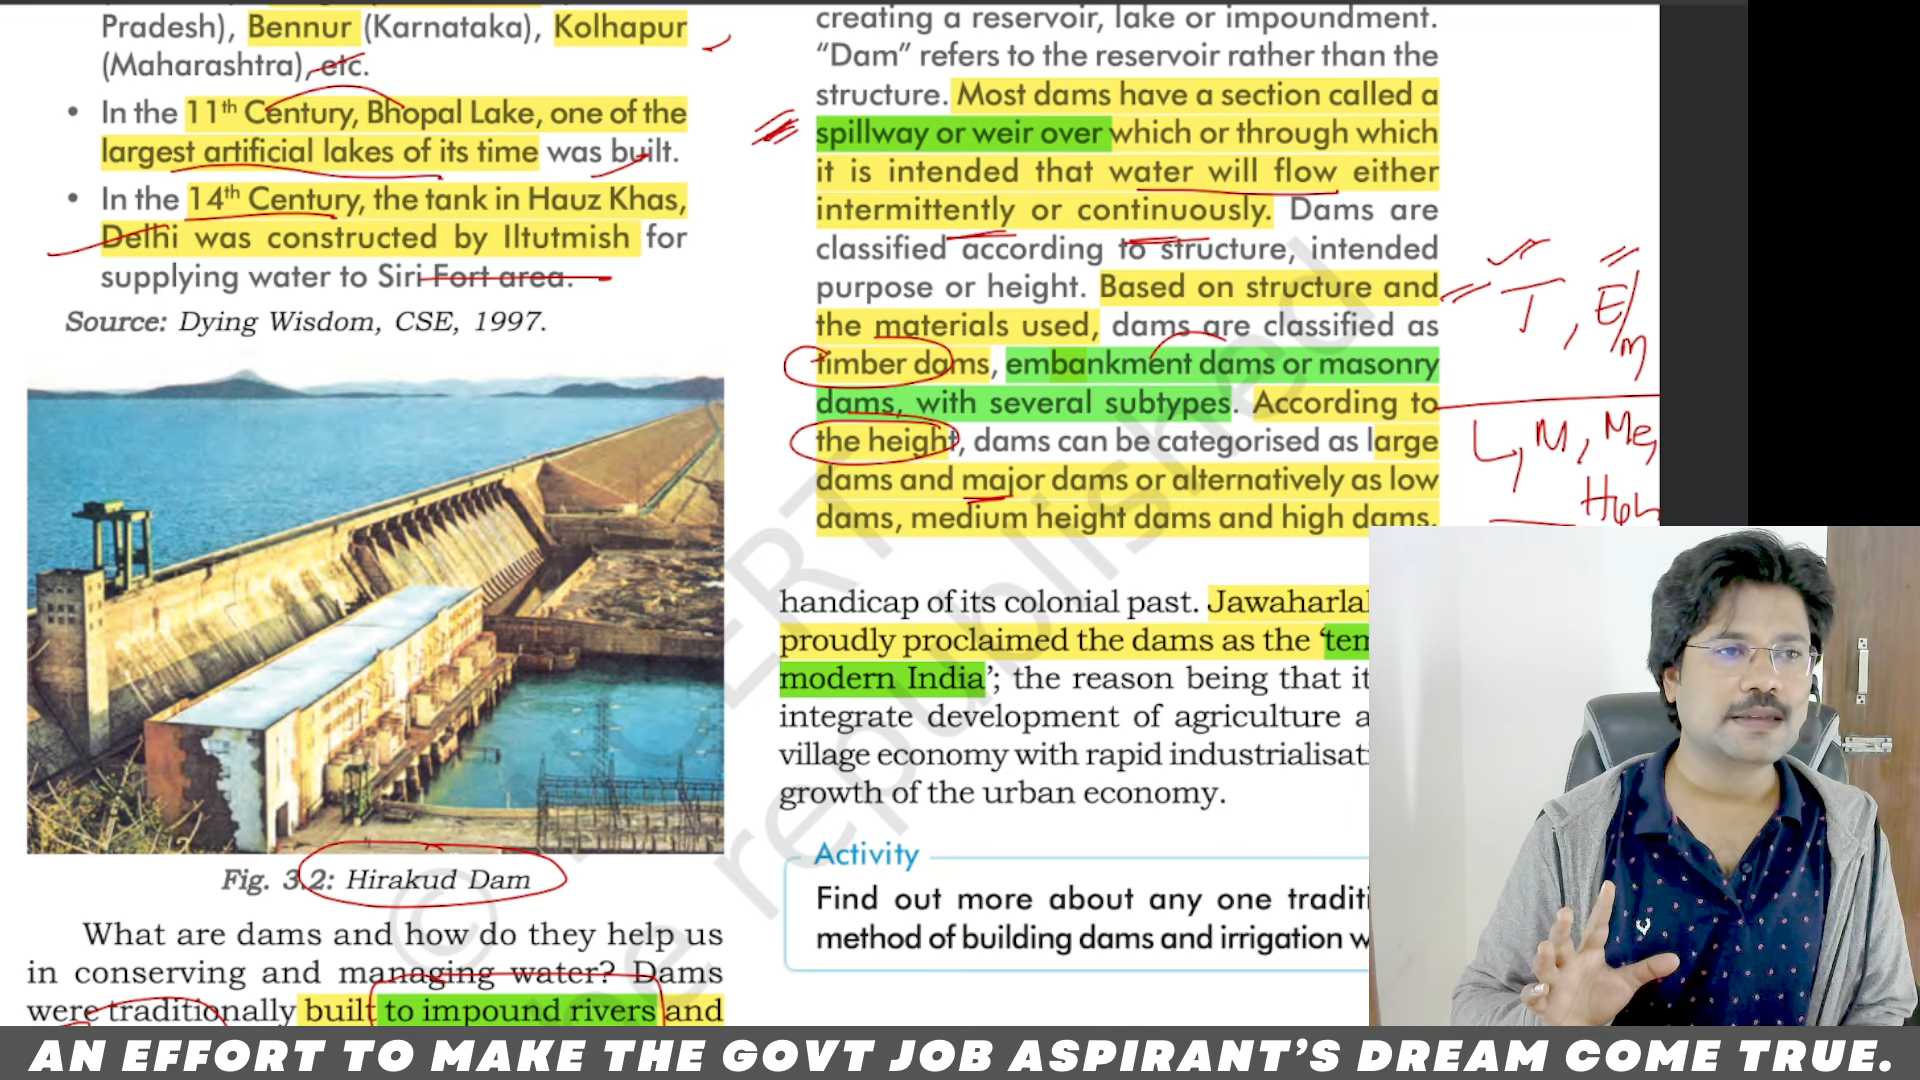 Pradesh), Bennur (Karnataka), Kolhapur
(Maharashtra), etc.
• In the 11th Century, Bhopal Lake, one of the
largest artificial lakes of its time was built.
• In the 14th Century, the tank in Hauz Khas,
Delhi was constructed by Iltutmish for
supplying water to Siri Fort area.
Source: Dying Wisdom, CSE, 1997.
Fig. 3.2: Hirakud Dam
What are dams and how do they help us
in conserving and managing water? Dams
were traditionally built to impound rivers and
creating a reservoir, lake or impoundment.
“Dam” refers to the reservoir rather than the
structure. Most dams have a section called a
spillway or weir over which or through which
it is intended that water will flow either
intermittently or continuously. Dams are
classified according to structure, intended
purpose or height. Based on structure and
the materials used, dams are classified as
timber dams, embankment dams or masonry
dams, with several subtypes. According to
the height, dams can be categorised as large
dams and major dams or alternatively as low
dams, medium height dams and high dams.
T, E/m
L, M, Me,
handicap of its colonial past. Jawaharlal
proudly proclaimed the dams as the ‘tem
modern India’; the reason being that it
integrate development of agriculture a
village economy with rapid industrialisati
growth of the urban economy.
Activity
Find out more about any one traditi
method of building dams and irrigation w
© NCERT
be republished
AN EFFORT TO MAKE THE GOVT JOB ASPIRANT’S DREAM COME TRUE.